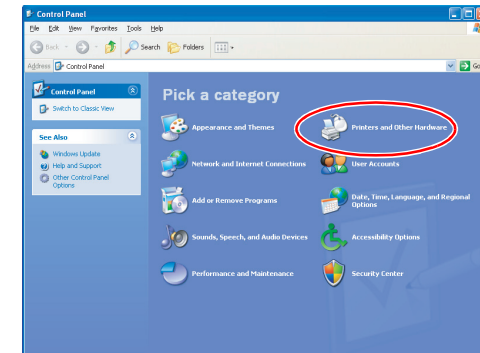 Control Panel
File Edit View Favorites Tools Help
Back Search Folders
Address Control Panel Go
Control Panel
Switch to Classic View
See Also
Windows Update
Help and Support
Other Control Panel
Options
Pick a category
Appearance and Themes
Printers and Other Hardware
Network and Internet Connections
User Accounts
Add or Remove Programs
Date, Time, Language, and Regional
Options
Sounds, Speech, and Audio Devices
Accessibility Options
Performance and Maintenance
Security Center